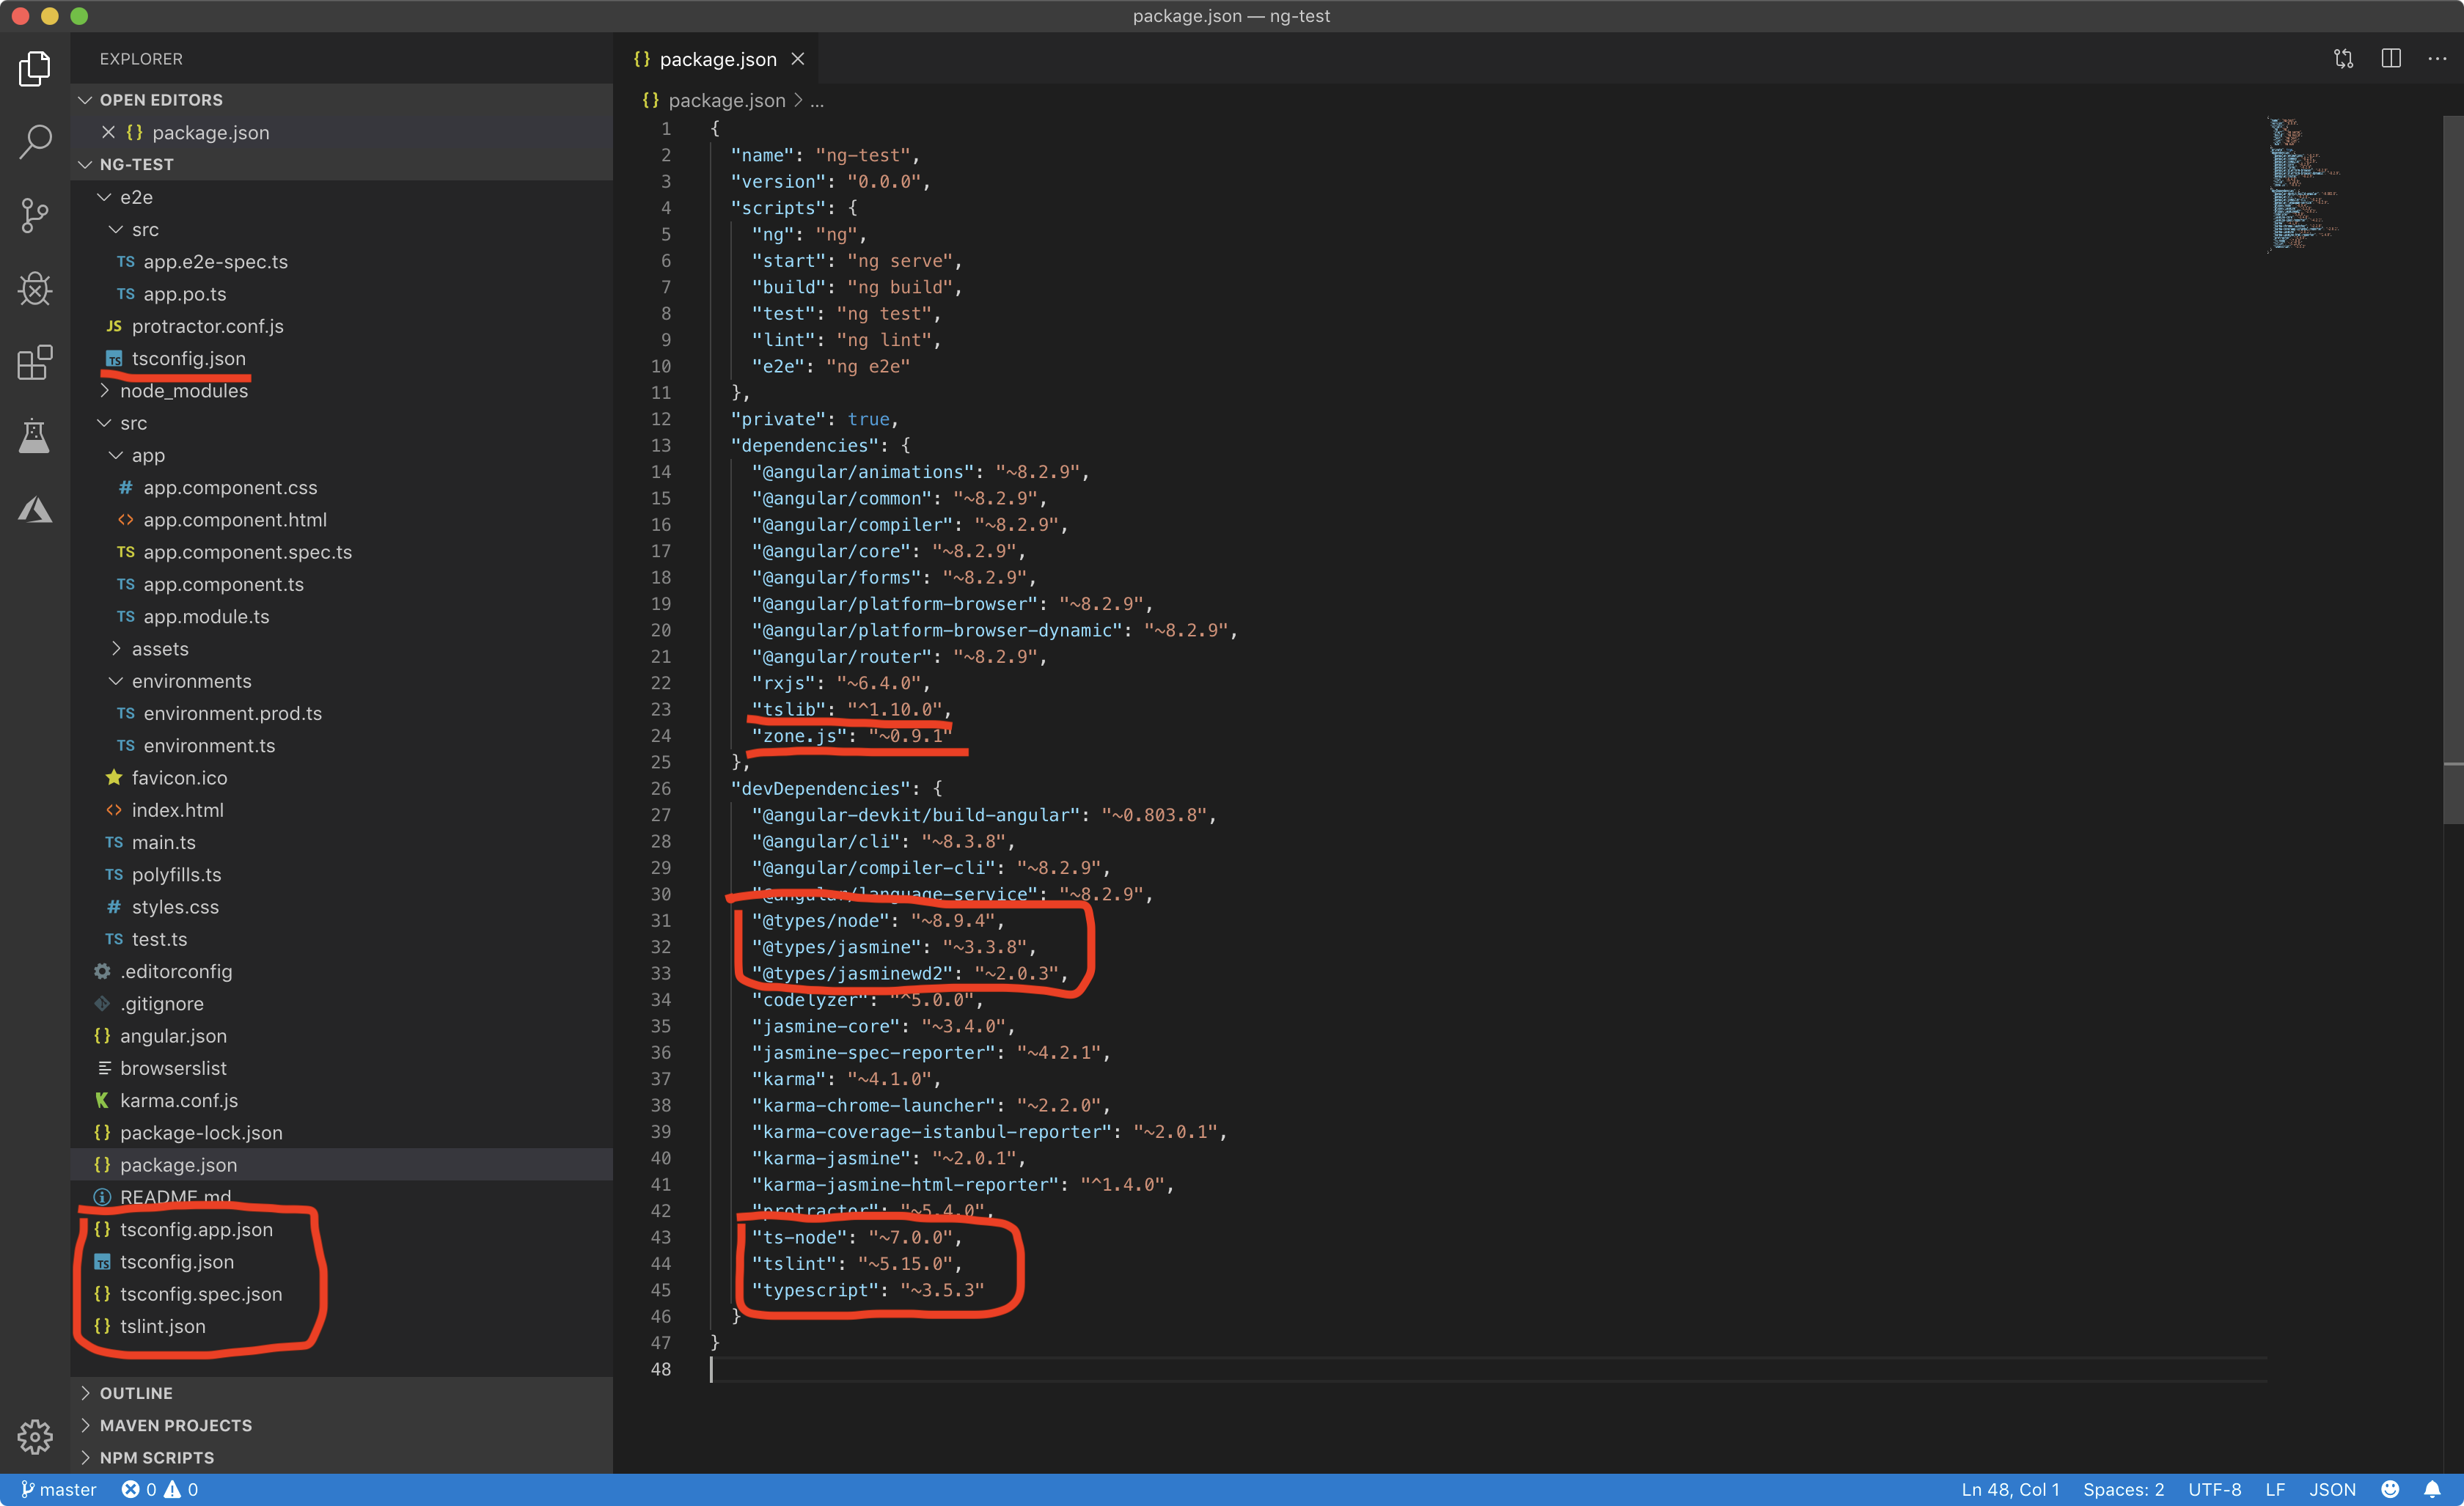 package.json — ng-test
EXPLORER
OPEN EDITORS
package.json
NG-TEST
e2e
src
TS app.e2e-spec.ts
TS app.po.ts
JS protractor.conf.js
TS tsconfig.json
node_modules
src
app
# app.component.css
<> app.component.html
TS app.component.spec.ts
TS app.component.ts
TS app.module.ts
assets
environments
TS environment.prod.ts
TS environment.ts
favicon.ico
<> index.html
TS main.ts
TS polyfills.ts
# styles.css
TS test.ts
.editorconfig
.gitignore
{} angular.json
browserslist
karma.conf.js
{} package-lock.json
{} package.json
README.md
{} tsconfig.app.json
TS tsconfig.json
{} tsconfig.spec.json
{} tslint.json
OUTLINE
MAVEN PROJECTS
NPM SCRIPTS
{} package.json
{} package.json > ...
1 {
2 "name": "ng-test",
3 "version": "0.0.0",
4 "scripts": {
5 "ng": "ng",
6 "start": "ng serve",
7 "build": "ng build",
8 "test": "ng test",
9 "lint": "ng lint",
10 "e2e": "ng e2e"
11 },
12 "private": true,
13 "dependencies": {
14 "@angular/animations": "~8.2.9",
15 "@angular/common": "~8.2.9",
16 "@angular/compiler": "~8.2.9",
17 "@angular/core": "~8.2.9",
18 "@angular/forms": "~8.2.9",
19 "@angular/platform-browser": "~8.2.9",
20 "@angular/platform-browser-dynamic": "~8.2.9",
21 "@angular/router": "~8.2.9",
22 "rxjs": "~6.4.0",
23 "tslib": "^1.10.0",
24 "zone.js": "~0.9.1"
25 },
26 "devDependencies": {
27 "@angular-devkit/build-angular": "~0.803.8",
28 "@angular/cli": "~8.3.8",
29 "@angular/compiler-cli": "~8.2.9",
30 "@angular/language-service": "~8.2.9",
31 "@types/node": "~8.9.4",
32 "@types/jasmine": "~3.3.8",
33 "@types/jasminewd2": "~2.0.3",
34 "codelyzer": "^5.0.0",
35 "jasmine-core": "~3.4.0",
36 "jasmine-spec-reporter": "~4.2.1",
37 "karma": "~4.1.0",
38 "karma-chrome-launcher": "~2.2.0",
39 "karma-coverage-istanbul-reporter": "~2.0.1",
40 "karma-jasmine": "~2.0.1",
41 "karma-jasmine-html-reporter": "^1.4.0",
42 "protractor": "~5.4.0",
43 "ts-node": "~7.0.0",
44 "tslint": "~5.15.0",
45 "typescript": "~3.5.3"
46 }
47 }
48
master 0 0 Ln 48, Col 1 Spaces: 2 UTF-8 LF JSON